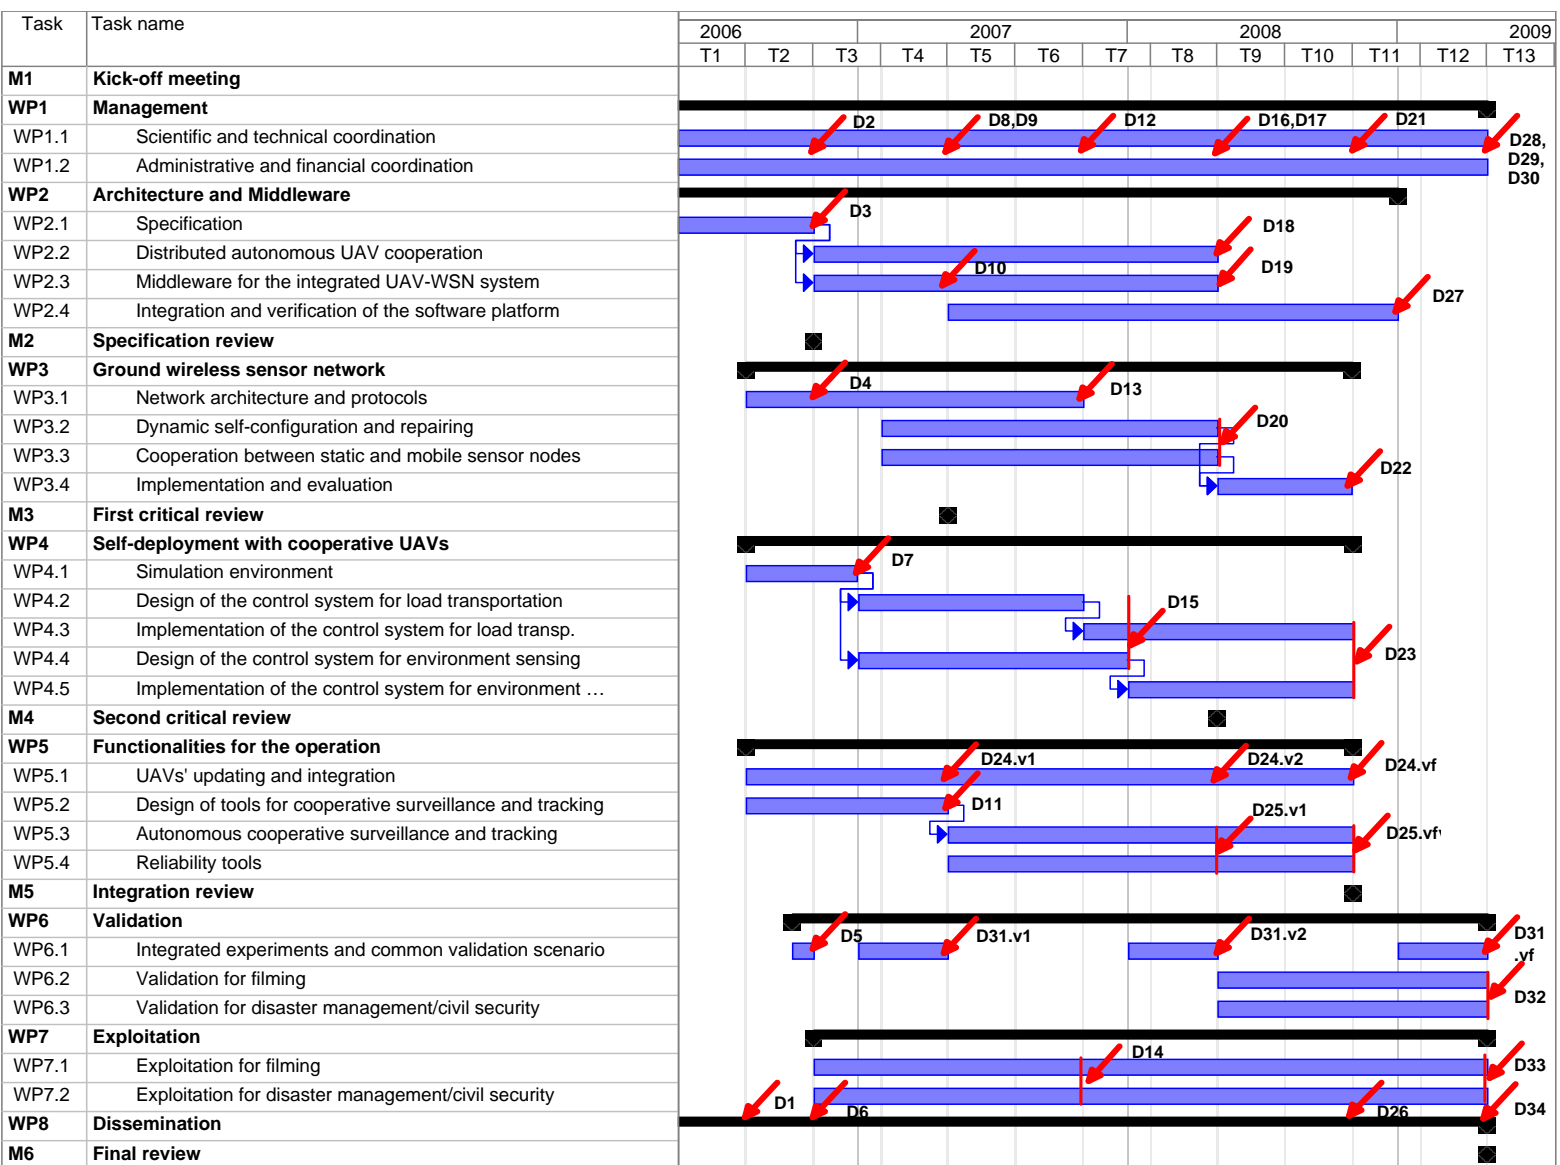 Task Task name 2006 2007 2008 2009
T1 T2 T3 T4 T5 T6 T7 T8 T9 T10 T11 T12 T13
M1 Kick-off meeting
WP1 Management
D2 D8,D9 D12 D16,D17 D21
WP1.1 Scientific and technical coordination D28,
D29,
WP1.2 Administrative and financial coordination
D30
WP2 Architecture and Middleware
D3
WP2.1 Specification D18
WP2.2 Distributed autonomous UAV cooperation
D10 D19
WP2.3 Middleware for the integrated UAV-WSN system
D27
WP2.4 Integration and verification of the software platform
M2 Specification review
WP3 Ground wireless sensor network
D4 D13
WP3.1 Network architecture and protocols
D20
WP3.2 Dynamic self-configuration and repairing
WP3.3 Cooperation between static and mobile sensor nodes
D22
WP3.4 Implementation and evaluation
M3 First critical review
WP4 Self-deployment with cooperative UAVs
D7
WP4.1 Simulation environment
WP4.2 Design of the control system for load transportation D15
WP4.3 Implementation of the control system for load transp.
D23
WP4.4 Design of the control system for environment sensing
WP4.5 Implementation of the control system for environment …
M4 Second critical review
WP5 Functionalities for the operation
D24.v1 D24.v2 D24.vf
WP5.1 UAVs' updating and integration
WP5.2 Design of tools for cooperative surveillance and tracking D11 D25.v1
WP5.3 Autonomous cooperative surveillance and tracking D25.vf
WP5.4 Reliability tools
M5 Integration review
WP6 Validation
D5 D31.v1 D31.v2 D31
WP6.1 Integrated experiments and common validation scenario .vf
WP6.2 Validation for filming
D32
WP6.3 Validation for disaster management/civil security
WP7 Exploitation
D14
WP7.1 Exploitation for filming D33
WP7.2 Exploitation for disaster management/civil security
D1 D6 D26 D34
WP8 Dissemination
M6 Final review